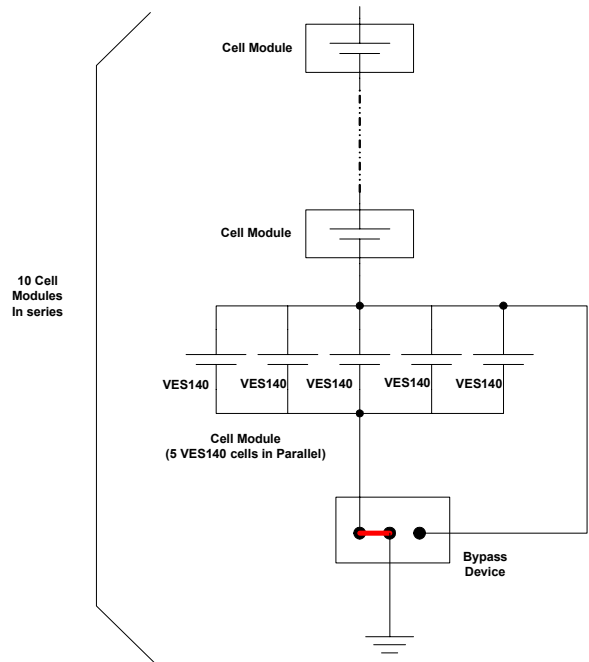 Cell Module
Cell Module
10 Cell
Modules
In series
VES140 VES140 VES140 VES140 VES140
Cell Module
(5 VES140 cells in Parallel)
Bypass
Device